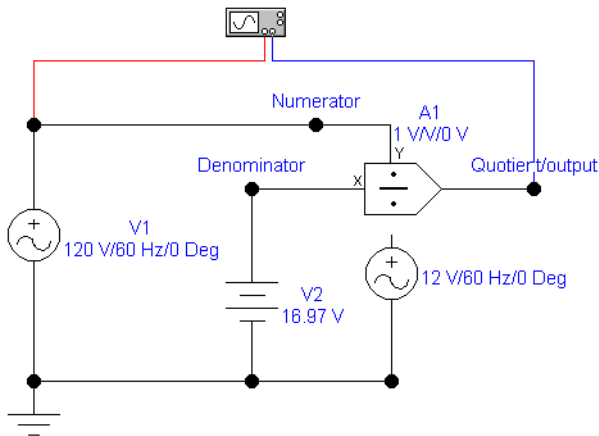 Numerator
A1
1 V/V/0 V
Y
Denominator
X
Quotient/output
V1
120 V/60 Hz/0 Deg
V2
16.97 V
12 V/60 Hz/0 Deg